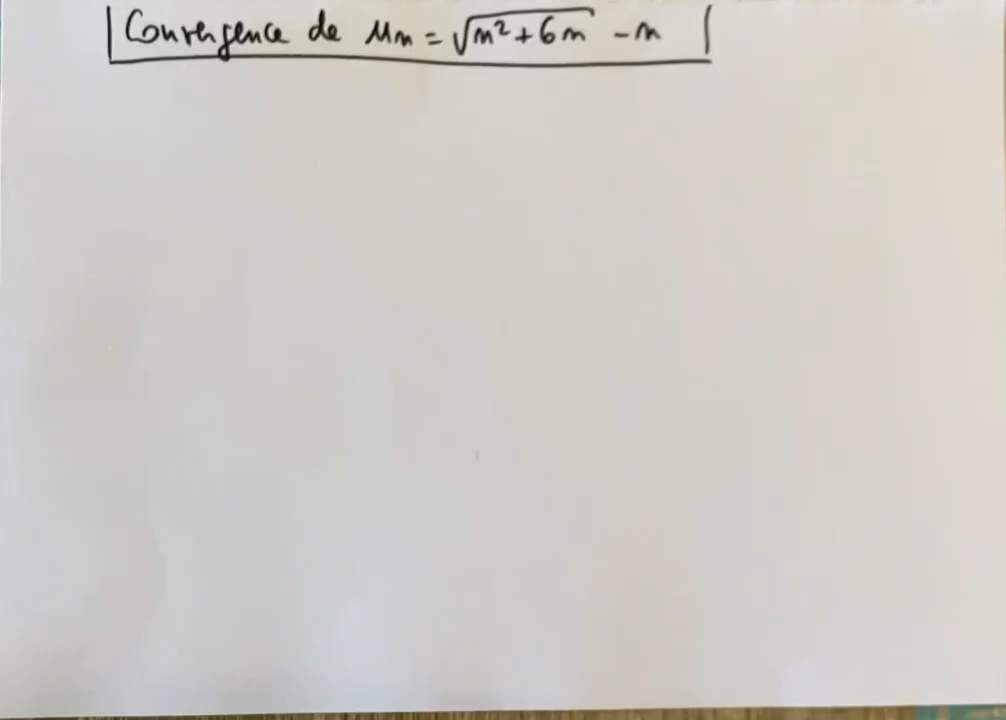 Convergence de uₙ = √(n² + 6n) - n